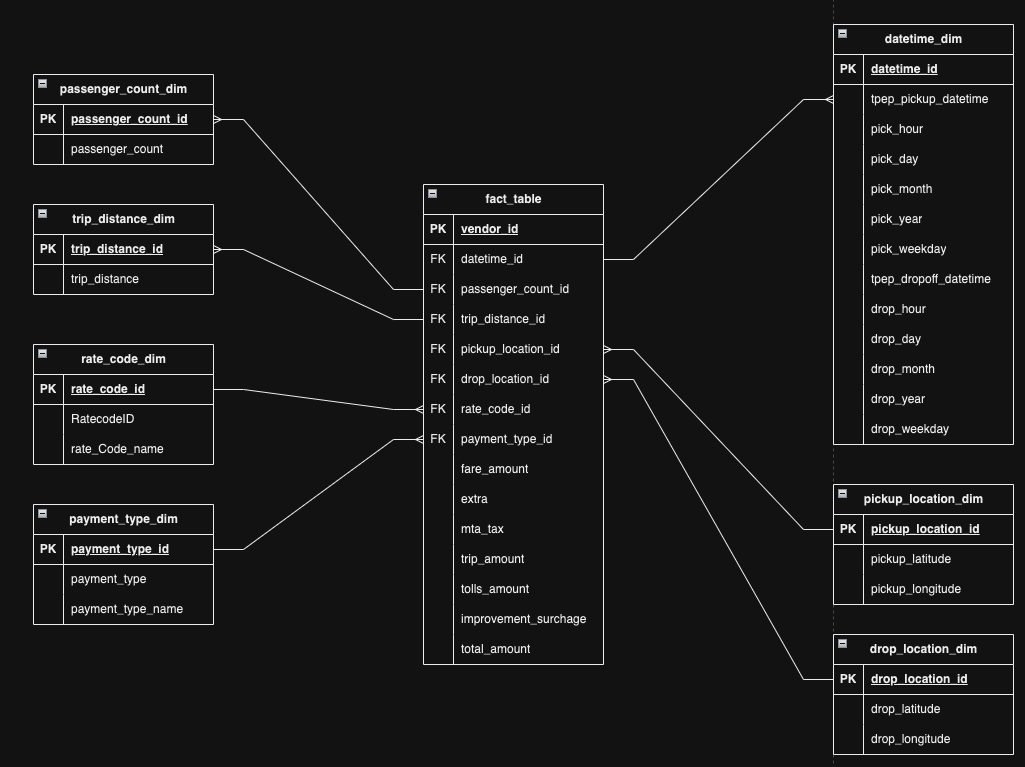 passenger_count_dim
PK passenger_count_id
passenger_count
trip_distance_dim
PK trip_distance_id
trip_distance
rate_code_dim
PK rate_code_id
RatecodeID
rate_Code_name
payment_type_dim
PK payment_type_id
payment_type
payment_type_name
fact_table
PK vendor_id
FK datetime_id
FK passenger_count_id
FK trip_distance_id
FK pickup_location_id
FK drop_location_id
FK rate_code_id
FK payment_type_id
fare_amount
extra
mta_tax
trip_amount
tolls_amount
improvement_surchage
total_amount
datetime_dim
PK datetime_id
tpep_pickup_datetime
pick_hour
pick_day
pick_month
pick_year
pick_weekday
tpep_dropoff_datetime
drop_hour
drop_day
drop_month
drop_year
drop_weekday
pickup_location_dim
PK pickup_location_id
pickup_latitude
pickup_longitude
drop_location_dim
PK drop_location_id
drop_latitude
drop_longitude